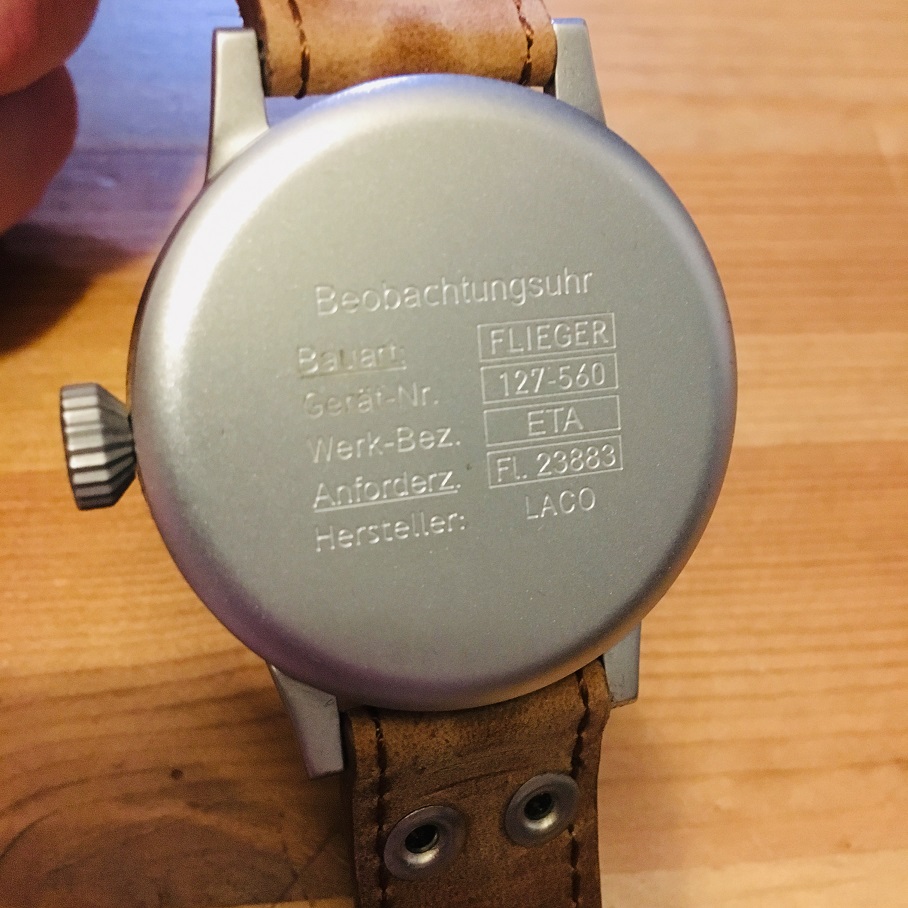 Beobachtungsuhr
Bauart: FLIEGER
Gerät-Nr. 127-560
Werk-Bez. ETA
Anforderz. Fl. 23883
Hersteller: LACO